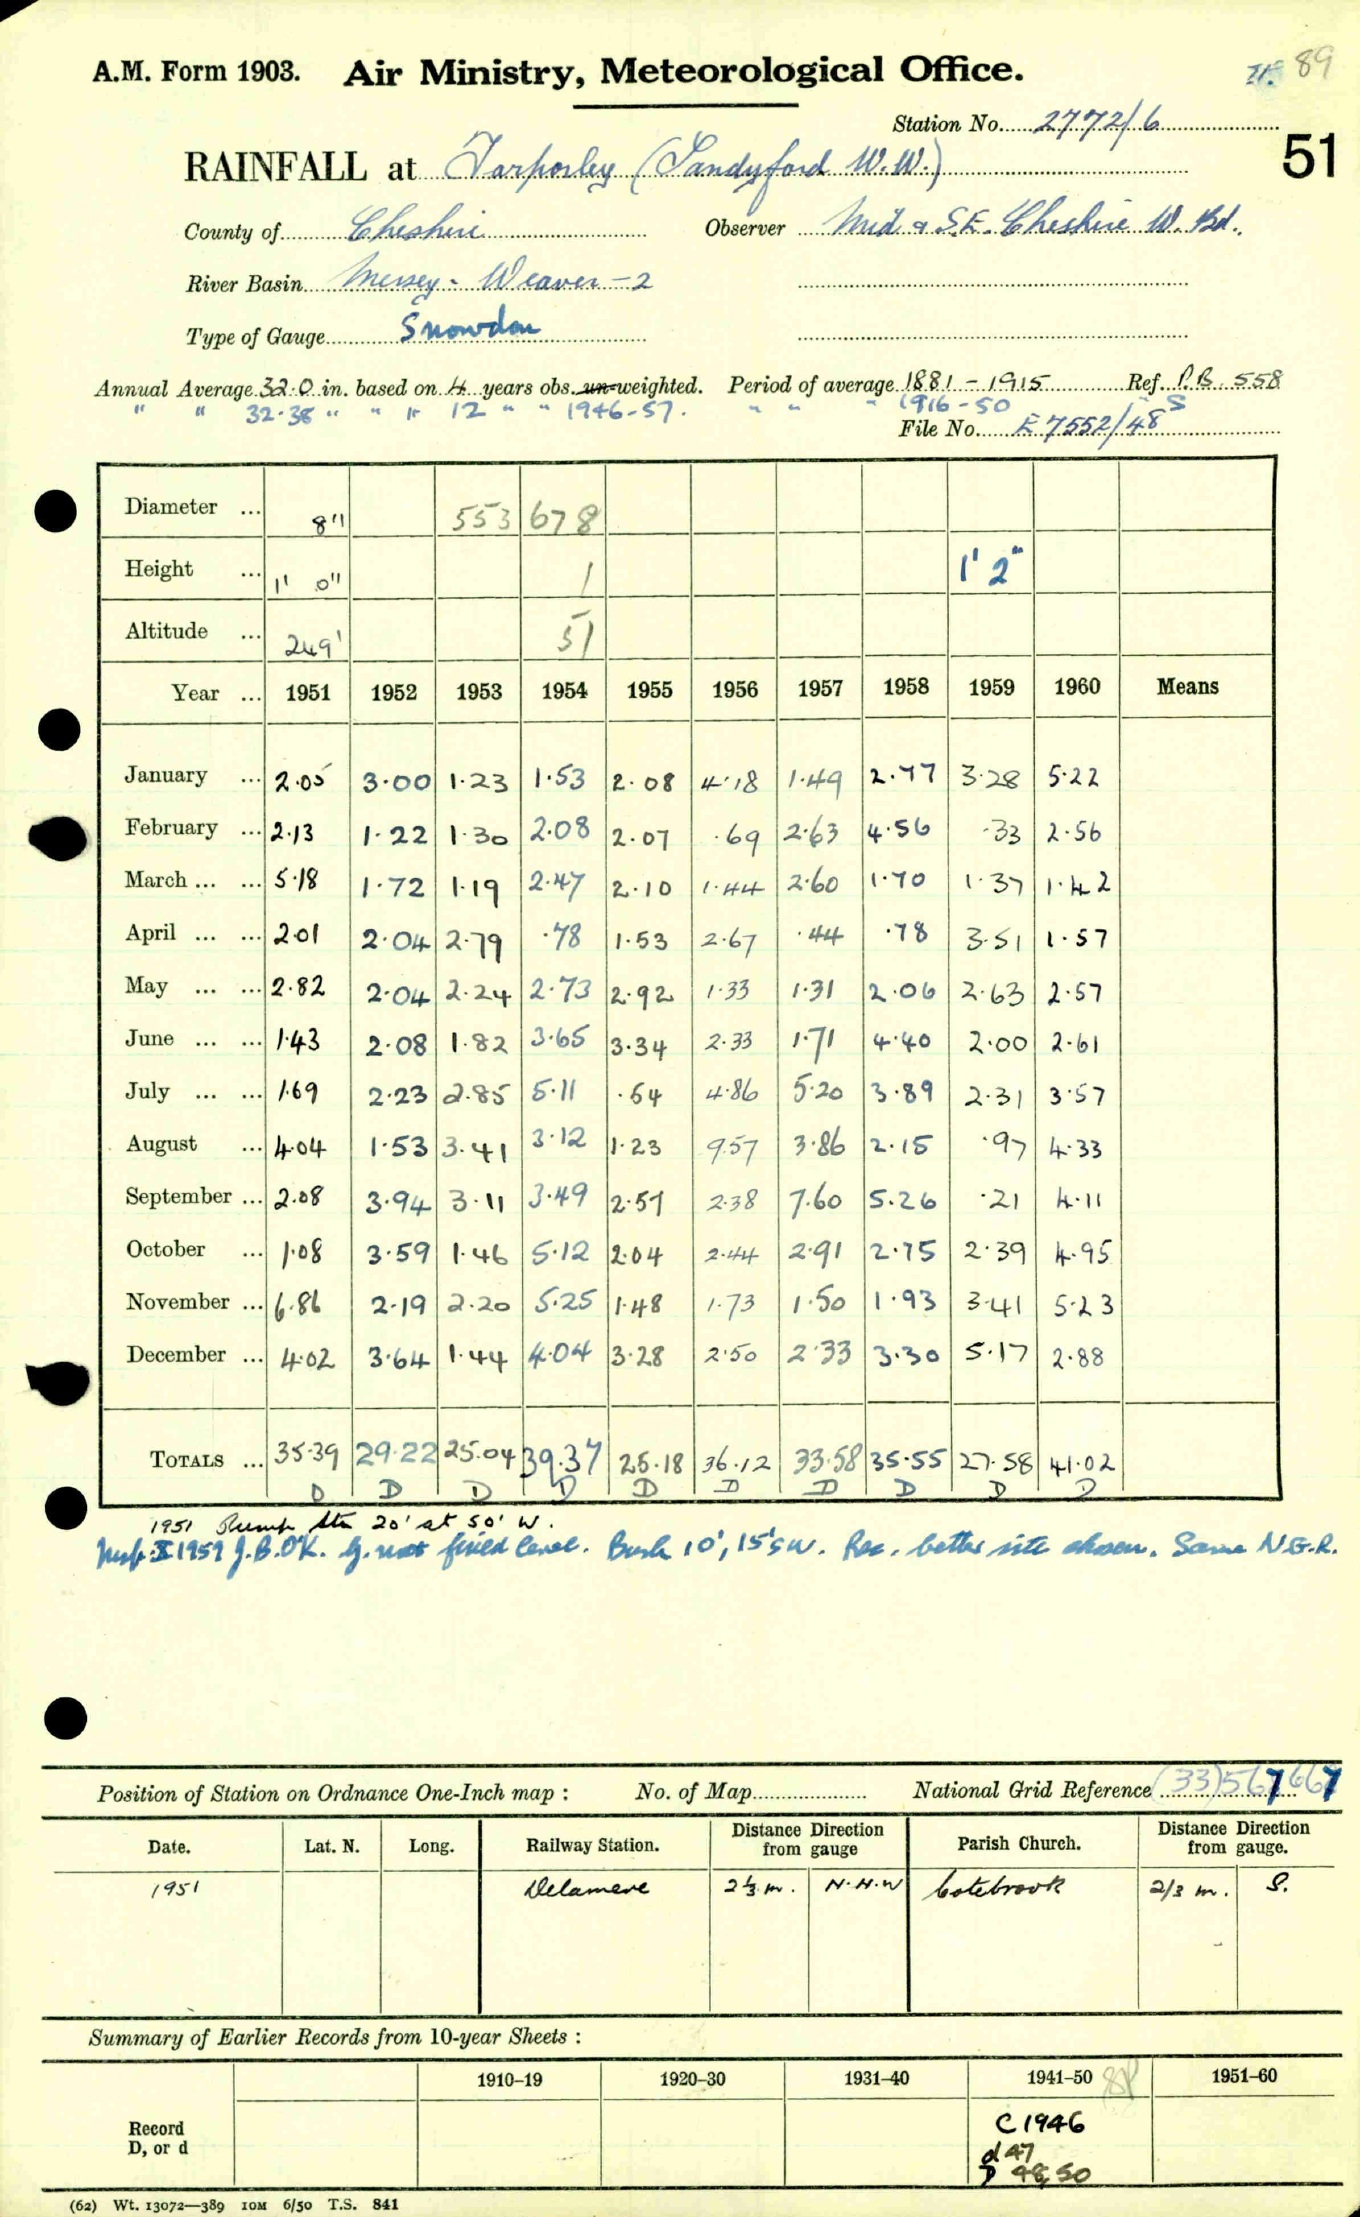 A.M. Form 1903. Air Ministry, Meteorological Office. 89
Station No. 2772/6
51
RAINFALL at Tarporley (Sandyford W.W.)
County of Cheshire Observer Mid & S.E. Cheshire W. Bd.
River Basin Mersey - Weaver - 2
Type of Gauge Snowdon
Annual Average 32.0 in. based on 4 years obs. un-weighted. Period of average 1881-1915 Ref. P.B. 558
" " 32.38 " " " 12 " " 1946-57. " " " 1916-50 " S
File No. E 7552/48
Diameter ... 8" 553 678
Height ... 1' 0" 1 1' 2"
Altitude ... 249' 51
Year ... 1951 1952 1953 1954 1955 1956 1957 1958 1959 1960 Means
January ... 2.05 3.00 1.23 1.53 2.08 4.18 1.49 2.77 3.28 5.22
February ... 2.13 1.22 1.30 2.08 2.07 .69 2.63 4.56 .33 2.56
March ... ... 5.18 1.72 1.19 2.47 2.10 1.44 2.60 1.70 1.37 1.42
April ... ... 2.01 2.04 2.79 .78 1.53 2.67 .44 .78 3.51 1.57
May ... ... 2.82 2.04 2.24 2.73 2.92 1.33 1.31 2.06 2.63 2.57
June ... ... 1.43 2.08 1.82 3.65 3.34 2.33 1.71 4.40 2.00 2.61
July ... ... 1.69 2.23 2.85 5.11 .54 4.86 5.20 3.89 2.31 3.57
August ... 4.04 1.53 3.41 3.12 1.23 9.57 3.86 2.15 .97 4.33
September ... 2.08 3.94 3.11 3.49 2.57 2.38 7.60 5.26 .21 4.11
October ... 1.08 3.59 1.46 5.12 2.04 2.44 2.91 2.75 2.39 4.95
November ... 6.86 2.19 2.20 5.25 1.48 1.73 1.50 1.93 3.41 5.23
December ... 4.02 3.64 1.44 4.04 3.28 2.50 2.33 3.30 5.17 2.88
TOTALS ... 35.39 29.22 25.04 39.37 25.18 36.12 33.58 35.55 27.58 41.02
D D D D D D D D D D
1951 Pump Stn 20' at 50' W.
Insp. X 1959 J.B. OK. G. not fixed level. Bush 10', 15' SW. Rec. better site chosen. Same N.G.R.
Position of Station on Ordnance One-Inch map : No. of Map National Grid Reference (33) 567 667
Date. Lat. N. Long. Railway Station. Distance Direction from gauge Parish Church. Distance Direction from gauge.
1951 Delamere 2⅓ m. N.N.W Cotebrook 2/3 m. S.
Summary of Earlier Records from 10-year Sheets :
1910–19 1920–30 1931–40 1941–50 1951–60
Record D, or d
C 1946
d 47
D 48, 50
(62) Wt. 13072—389 10M 6/50 T.S. 841